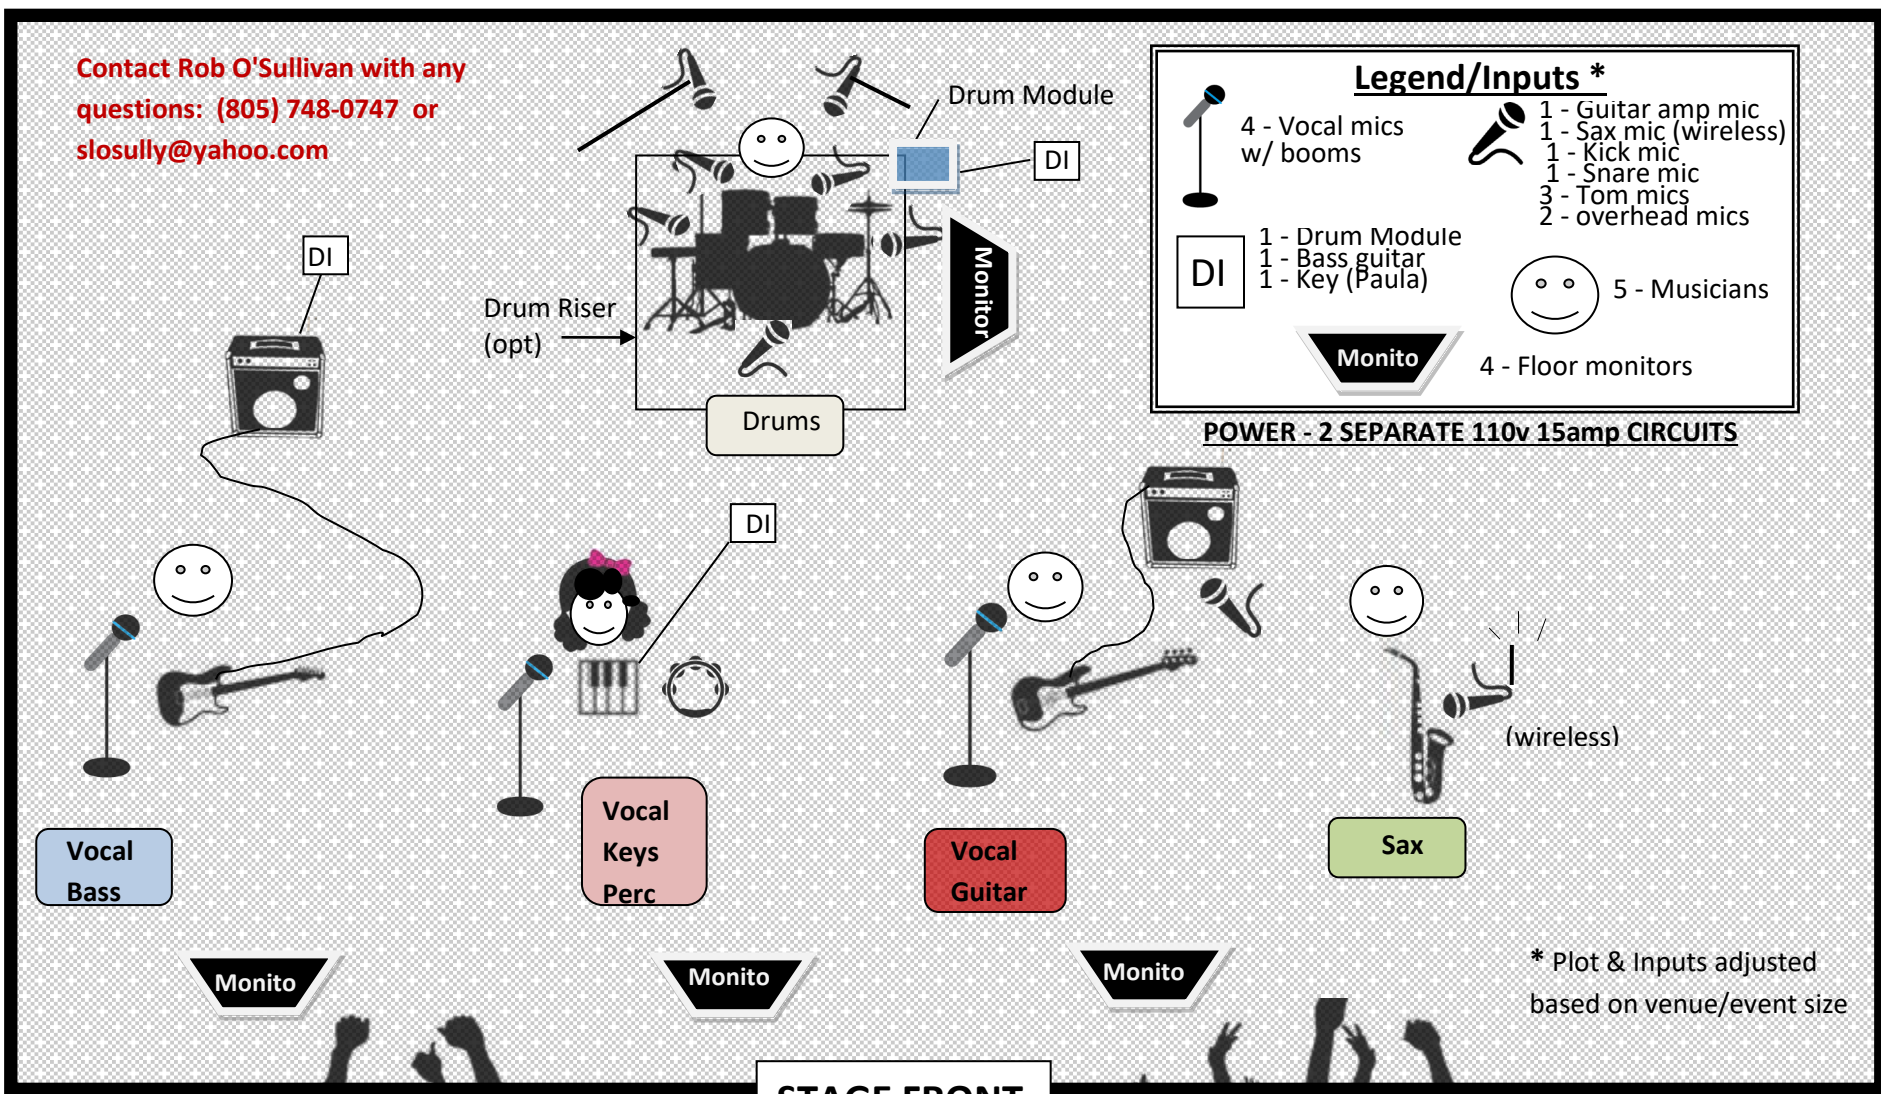 Contact Rob O'Sullivan with any
questions: (805) 748-0747 or
slosully@yahoo.com
Drum Module
DI
DI
Drum Riser
(opt)
Monitor
Drums
Legend/Inputs *
4 - Vocal mics
w/ booms
1 - Guitar amp mic
1 - Sax mic (wireless)
1 - Kick mic
1 - Snare mic
3 - Tom mics
2 - overhead mics
DI
1 - Drum Module
1 - Bass guitar
1 - Key (Paula)
5 - Musicians
Monito
4 - Floor monitors
POWER - 2 SEPARATE 110v 15amp CIRCUITS
DI
(wireless)
Vocal
Bass
Vocal
Keys
Perc
Vocal
Guitar
Sax
Monito
Monito
Monito
* Plot & Inputs adjusted
based on venue/event size
STAGE FRONT